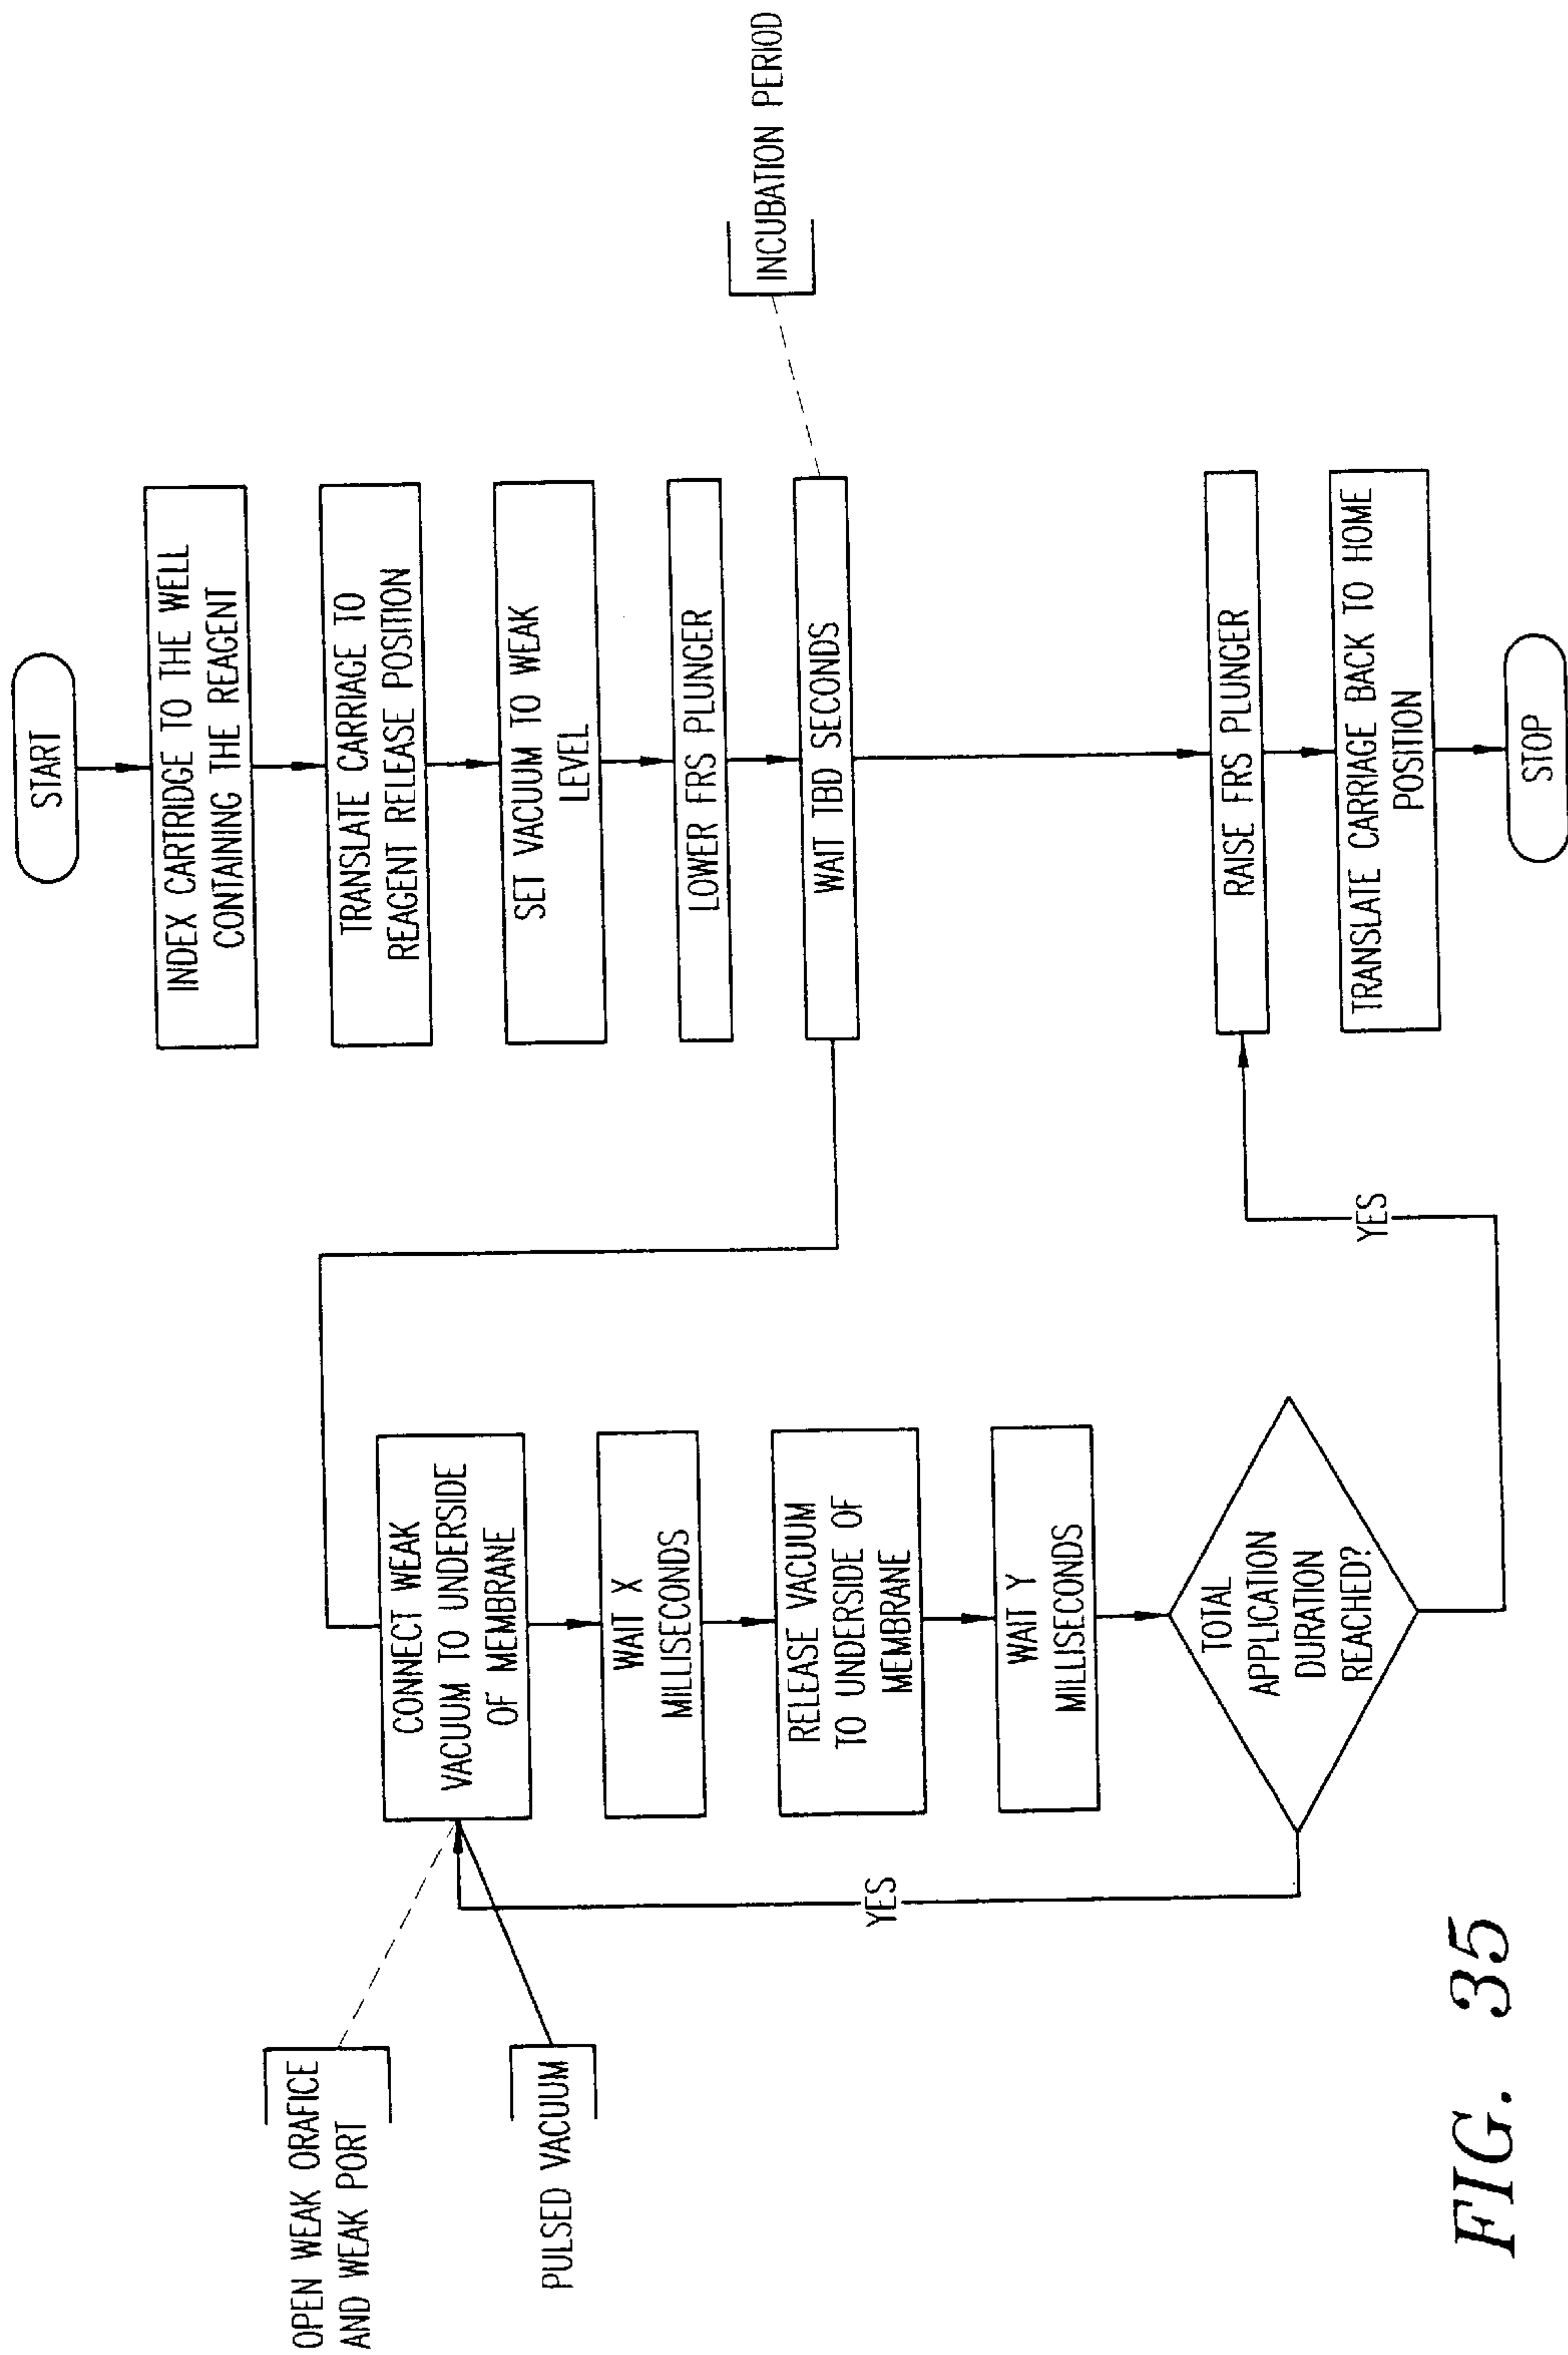 START
INDEX CARTRIDGE TO THE WELL
CONTAINING THE REAGENT
TRANSLATE CARRIAGE TO
REAGENT RELEASE POSITION
SET VACUUM TO WEAK
LEVEL
LOWER FRS PLUNGER
WAIT TBD SECONDS
INCUBATION PERIOD
OPEN WEAK ORAFICE
AND WEAK PORT
PULSED VACUUM
CONNECT WEAK
VACUUM TO UNDERSIDE
OF MEMBRANE
WAIT X
MILLISECONDS
RELEASE VACUUM
TO UNDERSIDE OF
MEMBRANE
WAIT Y
MILLISECONDS
TOTAL
APPLICATION
DURATION
REACHED?
YES
YES
RAISE FRS PLUNGER
TRANSLATE CARRIAGE BACK TO HOME
POSITION
STOP
FIG. 35